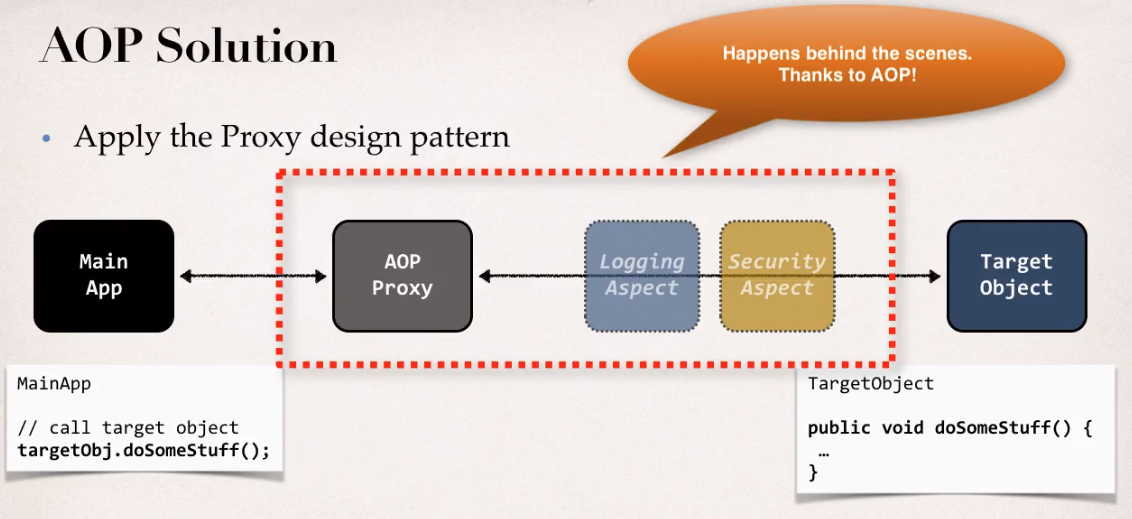 AOP Solution
Happens behind the scenes.
Thanks to AOP!
• Apply the Proxy design pattern
Main
App
AOP
Proxy
Logging
Aspect
Security
Aspect
Target
Object
MainApp
// call target object
targetObj.doSomeStuff();
TargetObject
public void doSomeStuff() {
…
}